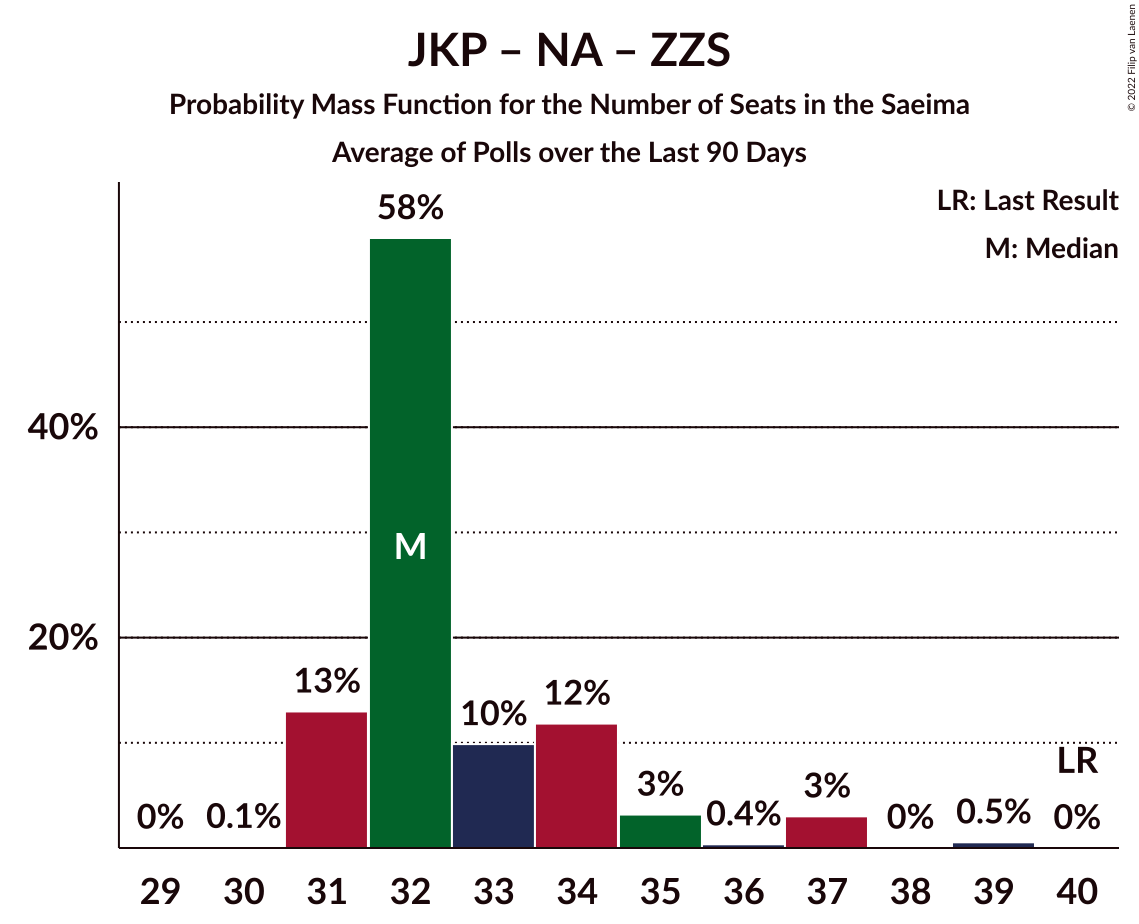 JKP – NA – ZZS
Probability Mass Function for the Number of Seats in the Saeima
Average of Polls over the Last 90 Days
© 2022 Filip van Laenen
LR: Last Result
M: Median
58%
40%
M
20%
13%
10%
12%
LR
0%
0.1%
3%
0.4%
3%
0%
0.5%
0%
29 30 31 32 33 34 35 36 37 38 39 40